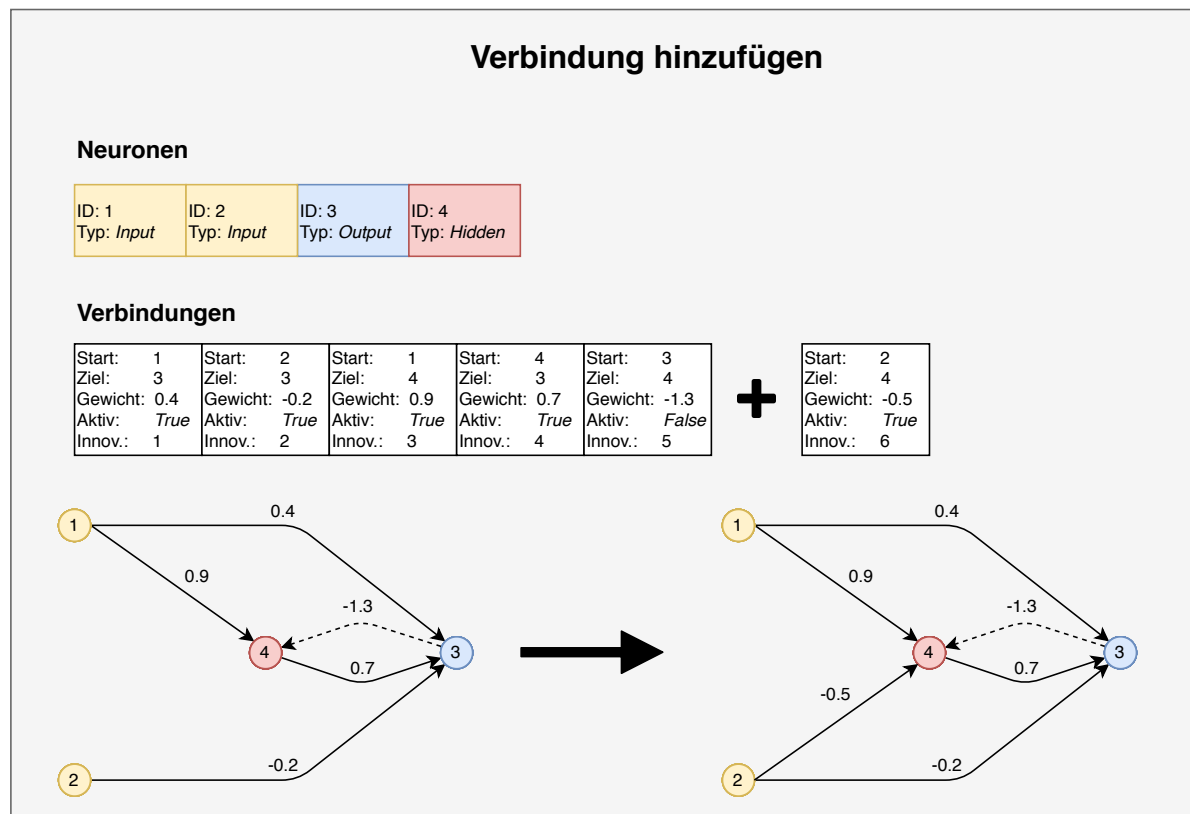 Verbindung hinzufügen
Neuronen
ID: 1 ID: 2 ID: 3 ID: 4
Typ: Input Typ: Input Typ: Output Typ: Hidden
Verbindungen
Start: 1 Start: 2 Start: 1 Start: 4 Start: 3 Start: 2
Ziel: 3 Ziel: 3 Ziel: 4 Ziel: 3 Ziel: 4 Ziel: 4
Gewicht: 0.4 Gewicht: -0.2 Gewicht: 0.9 Gewicht: 0.7 Gewicht: -1.3 Gewicht: -0.5
Aktiv: True Aktiv: True Aktiv: True Aktiv: True Aktiv: False Aktiv: True
Innov.: 1 Innov.: 2 Innov.: 3 Innov.: 4 Innov.: 5 Innov.: 6
0.4 0.4
1 1
0.9 0.9
-1.3 -1.3
4 3 4 3
0.7 0.7
-0.5
-0.2 -0.2
2 2